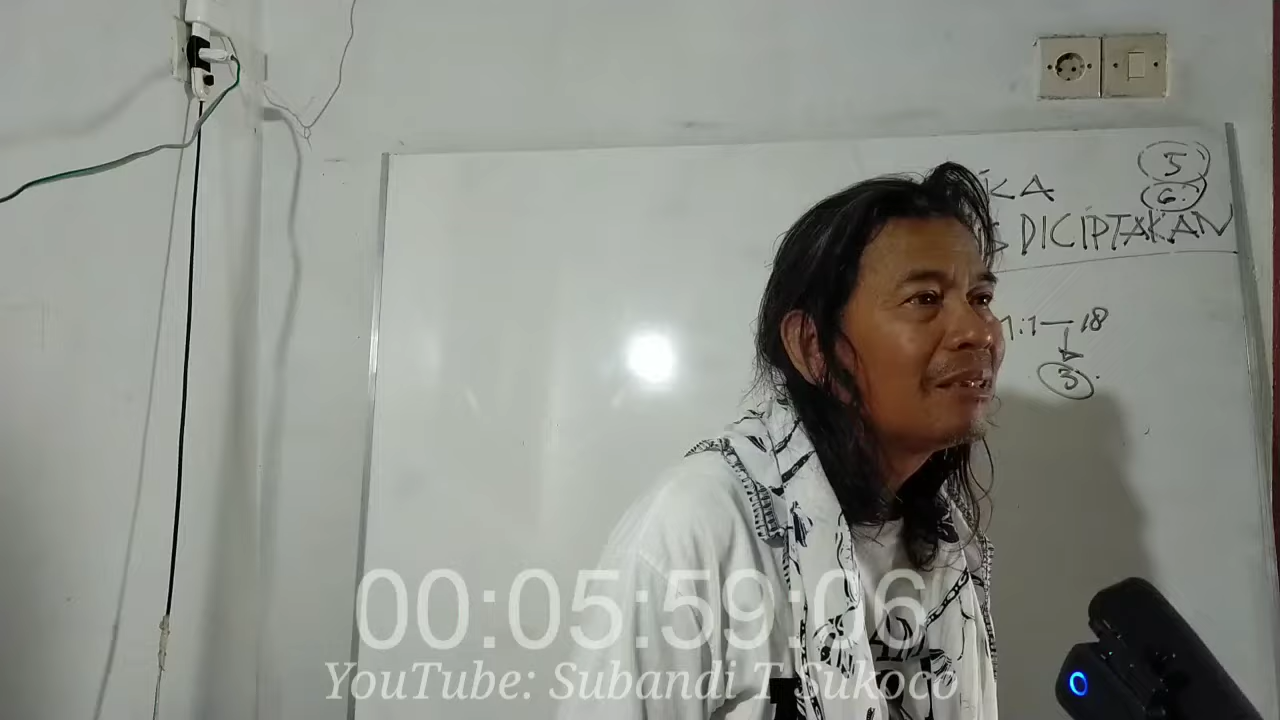 5
KA
6.
DICIPTAKAN
1:1—18
3
00:05:59:06
YouTube: Subandi T Sukoco